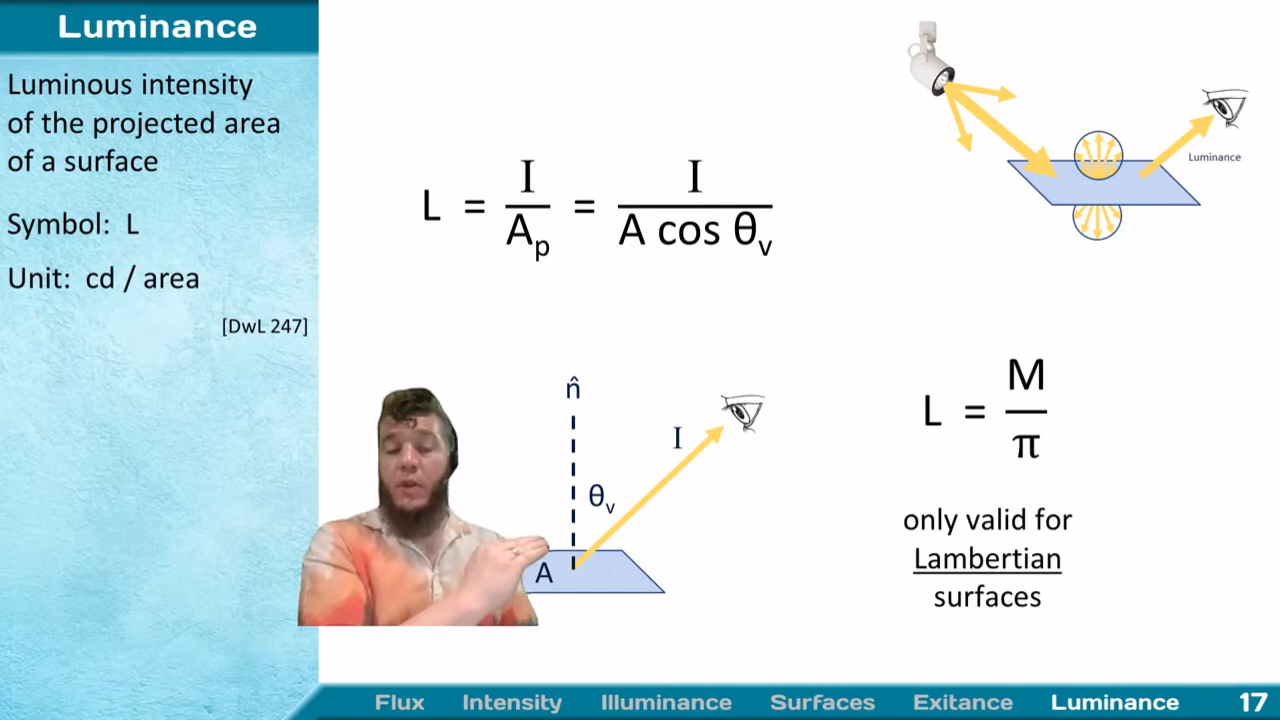 Luminance
Luminous intensity
of the projected area
of a surface
Symbol: L
Unit: cd / area
[DwL 247]
L = I / Aₚ = I / A cos θᵥ
Luminance
n̂
I
θᵥ
A
L = M / π
only valid for
Lambertian
surfaces
Flux Intensity Illuminance Surfaces Exitance Luminance 17